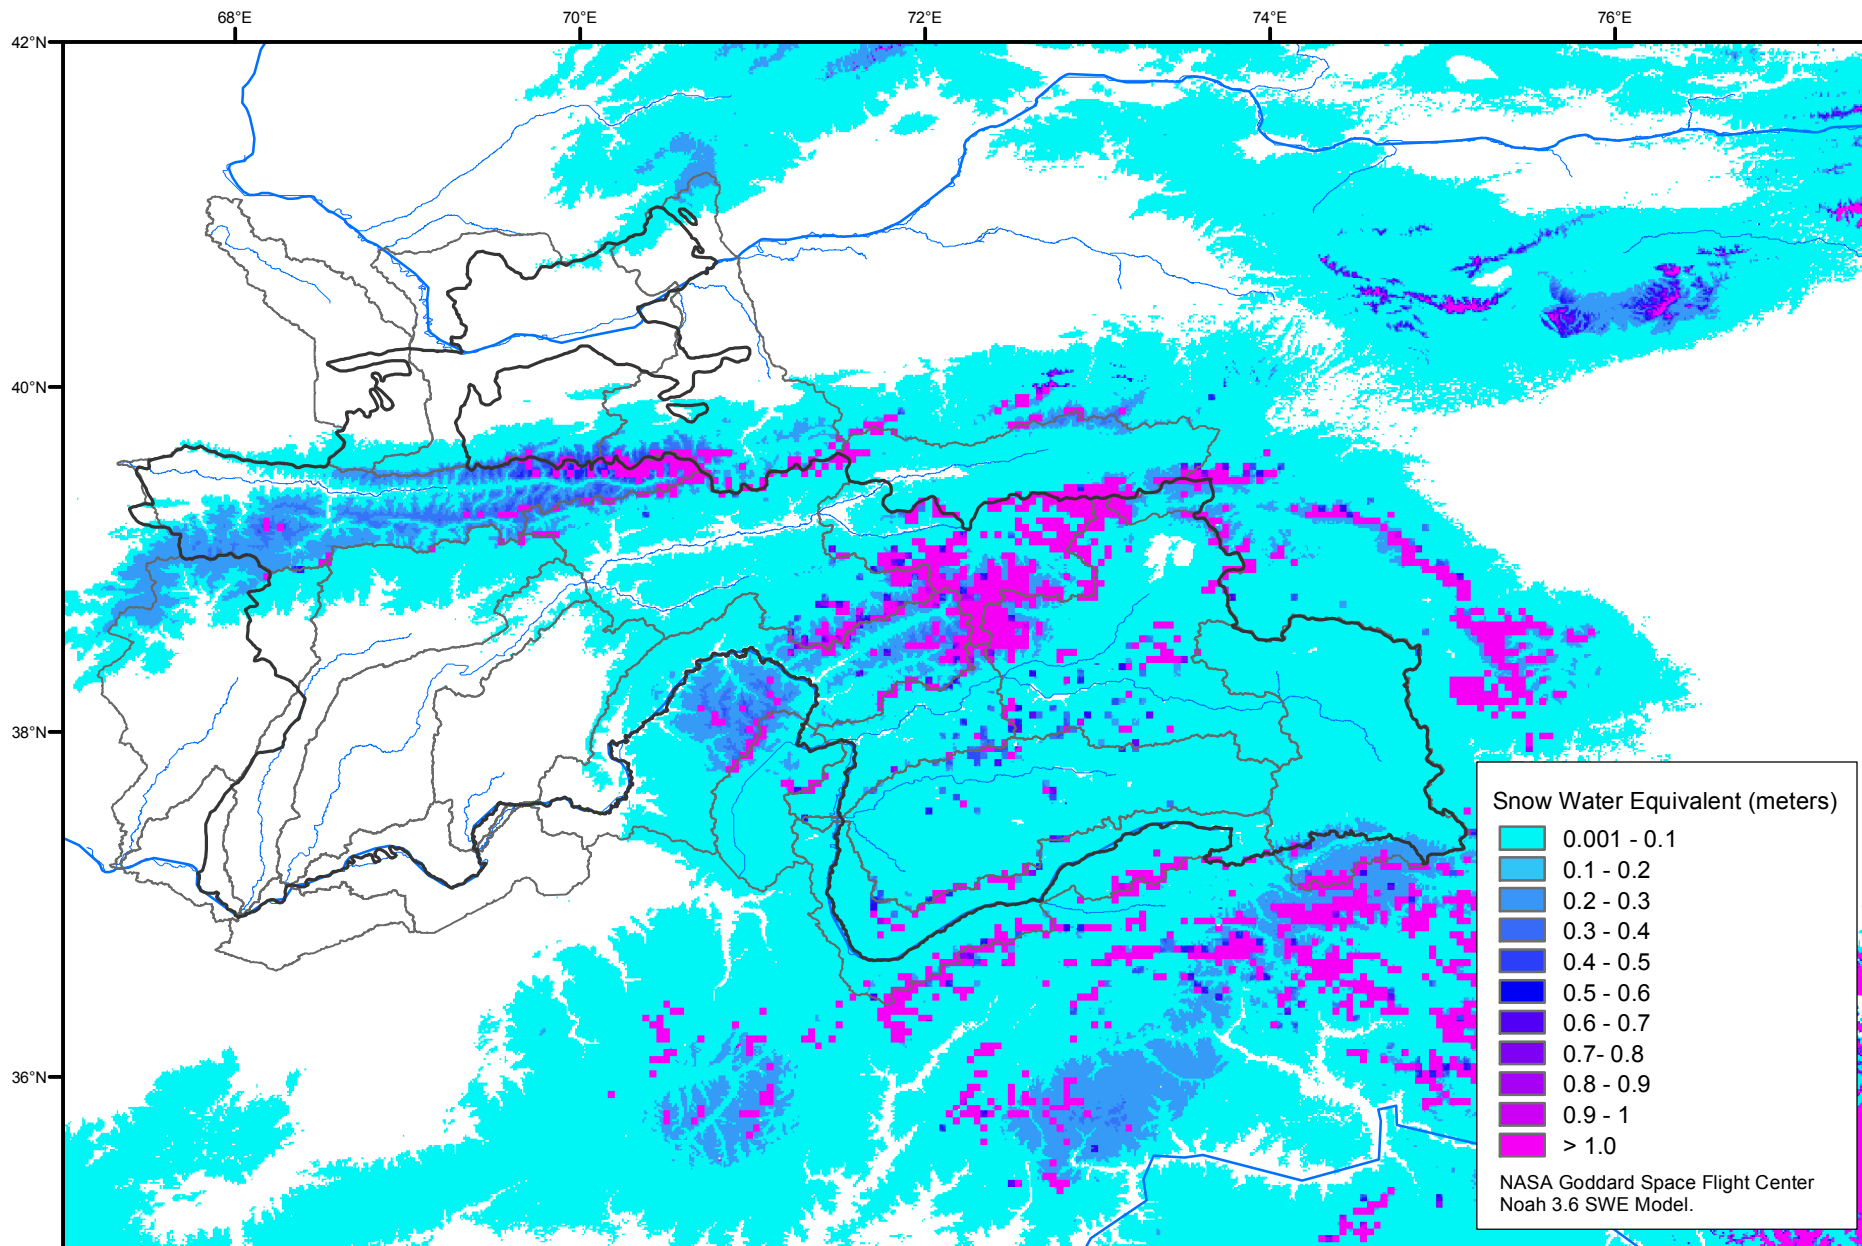 68°E 70°E 72°E 74°E 76°E
42°N
40°N
38°N
36°N
Snow Water Equivalent (meters)
0.001 - 0.1
0.1 - 0.2
0.2 - 0.3
0.3 - 0.4
0.4 - 0.5
0.5 - 0.6
0.6 - 0.7
0.7- 0.8
0.8 - 0.9
0.9 - 1
> 1.0
NASA Goddard Space Flight Center
Noah 3.6 SWE Model.